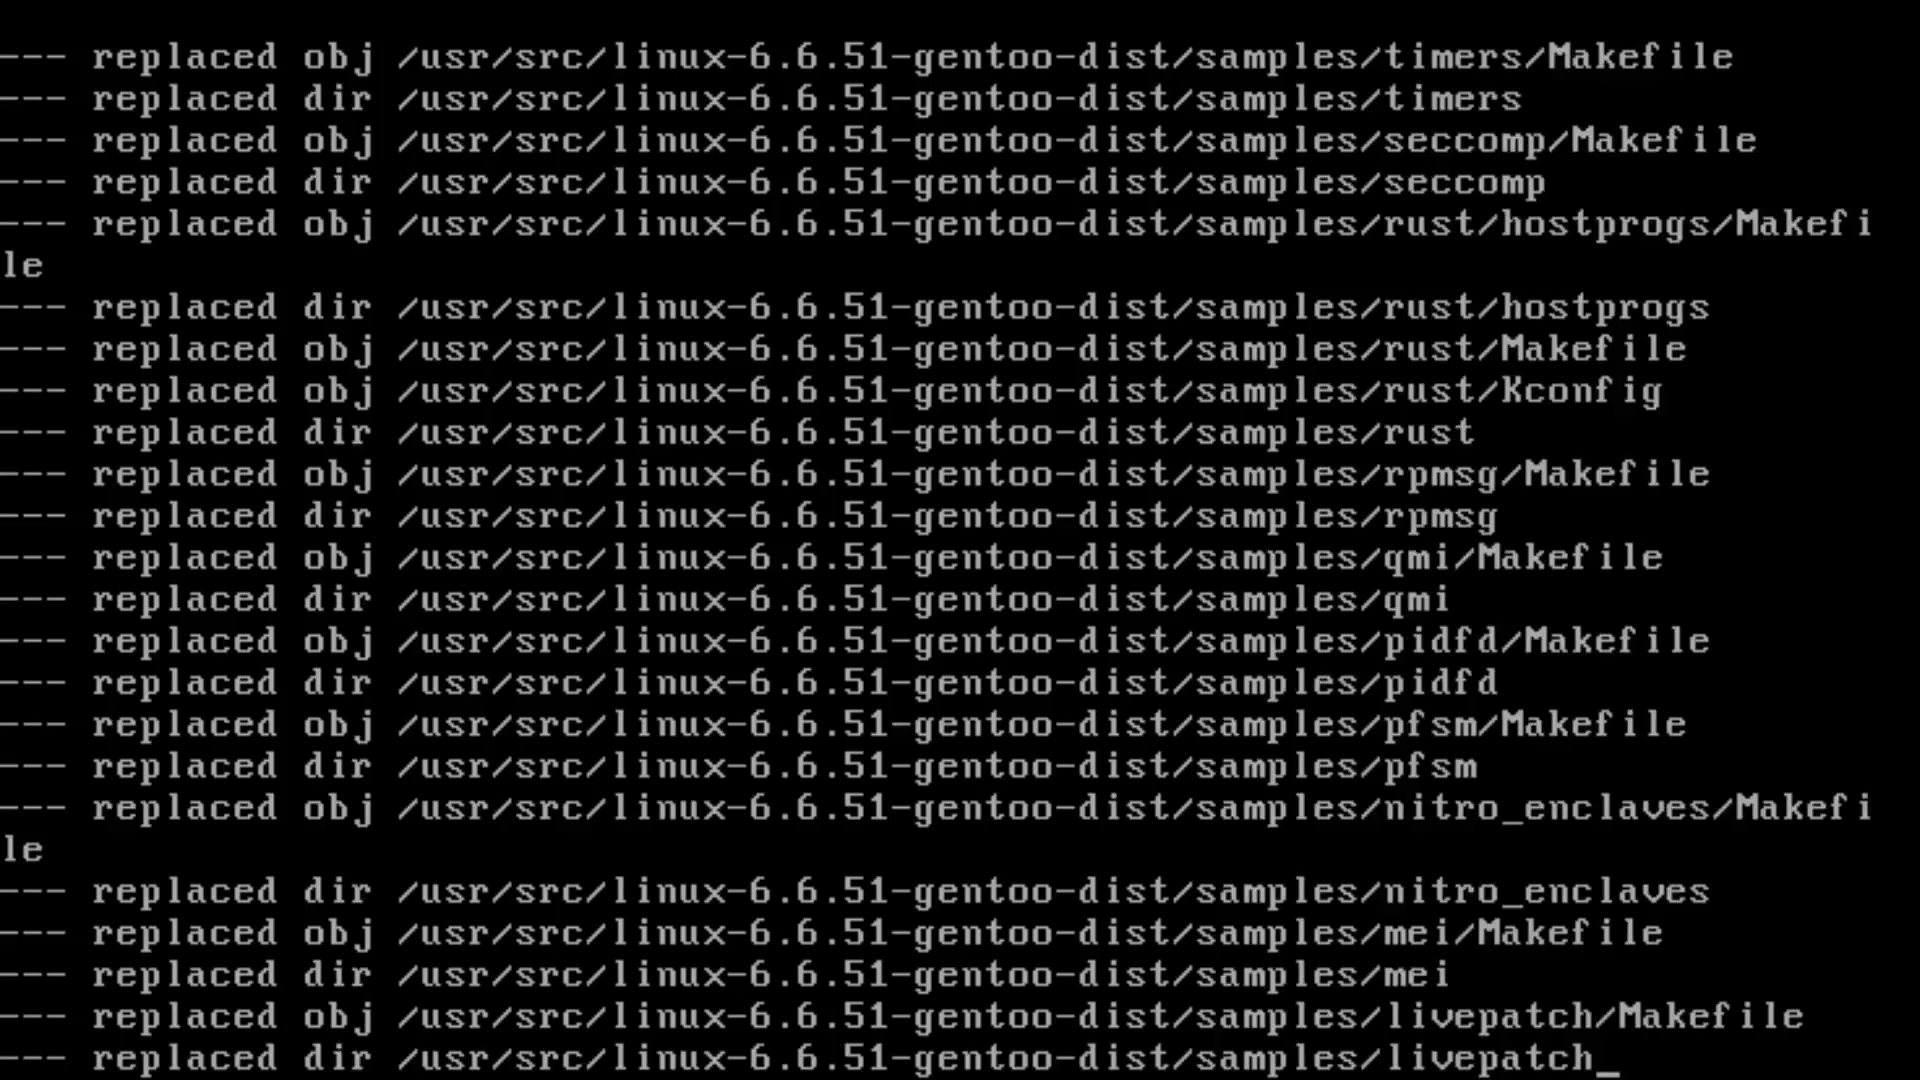 --- replaced obj /usr/src/linux-6.6.51-gentoo-dist/samples/timers/Makefile
--- replaced dir /usr/src/linux-6.6.51-gentoo-dist/samples/timers
--- replaced obj /usr/src/linux-6.6.51-gentoo-dist/samples/seccomp/Makefile
--- replaced dir /usr/src/linux-6.6.51-gentoo-dist/samples/seccomp
--- replaced obj /usr/src/linux-6.6.51-gentoo-dist/samples/rust/hostprogs/Makefi
le
--- replaced dir /usr/src/linux-6.6.51-gentoo-dist/samples/rust/hostprogs
--- replaced obj /usr/src/linux-6.6.51-gentoo-dist/samples/rust/Makefile
--- replaced obj /usr/src/linux-6.6.51-gentoo-dist/samples/rust/Kconfig
--- replaced dir /usr/src/linux-6.6.51-gentoo-dist/samples/rust
--- replaced obj /usr/src/linux-6.6.51-gentoo-dist/samples/rpmsg/Makefile
--- replaced dir /usr/src/linux-6.6.51-gentoo-dist/samples/rpmsg
--- replaced obj /usr/src/linux-6.6.51-gentoo-dist/samples/qmi/Makefile
--- replaced dir /usr/src/linux-6.6.51-gentoo-dist/samples/qmi
--- replaced obj /usr/src/linux-6.6.51-gentoo-dist/samples/pidfd/Makefile
--- replaced dir /usr/src/linux-6.6.51-gentoo-dist/samples/pidfd
--- replaced obj /usr/src/linux-6.6.51-gentoo-dist/samples/pfsm/Makefile
--- replaced dir /usr/src/linux-6.6.51-gentoo-dist/samples/pfsm
--- replaced obj /usr/src/linux-6.6.51-gentoo-dist/samples/nitro_enclaves/Makefi
le
--- replaced dir /usr/src/linux-6.6.51-gentoo-dist/samples/nitro_enclaves
--- replaced obj /usr/src/linux-6.6.51-gentoo-dist/samples/mei/Makefile
--- replaced dir /usr/src/linux-6.6.51-gentoo-dist/samples/mei
--- replaced obj /usr/src/linux-6.6.51-gentoo-dist/samples/livepatch/Makefile
--- replaced dir /usr/src/linux-6.6.51-gentoo-dist/samples/livepatch_